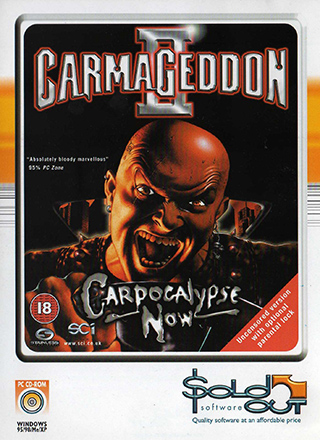 CARMAGEDDON
II
"Absolutely bloody marvellous"
95% PC Zone
CARPOCALYPSE
NOW
18
SCi
www.sci.co.uk
Uncensored version
with optional
parental lock
PC CD-ROM
WINDOWS
95/98/Me/XP
SOLD
software OUT
Quality software at an affordable price